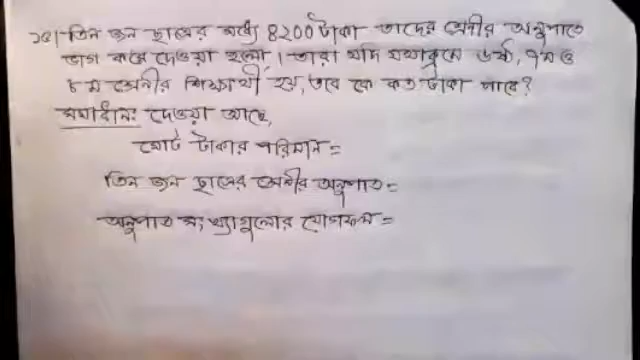 ১৫। তিন জন ছাত্রের মধ্যে ৪২০০ টাকা তাদের শ্রেণীর অনুপাতে
ভাগ করে দেওয়া হলো। তারা যদি যথাক্রমে ৬ষ্ঠ, ৭ম ও
৮ম শ্রেণীর শিক্ষার্থী হয়, তবে কে কত টাকা পাবে?
সমাধান: দেওয়া আছে,
মোট টাকার পরিমান =
তিন জন ছাত্রের শ্রেণীর অনুপাত =
অনুপাত সংখ্যাগুলোর যোগফল =